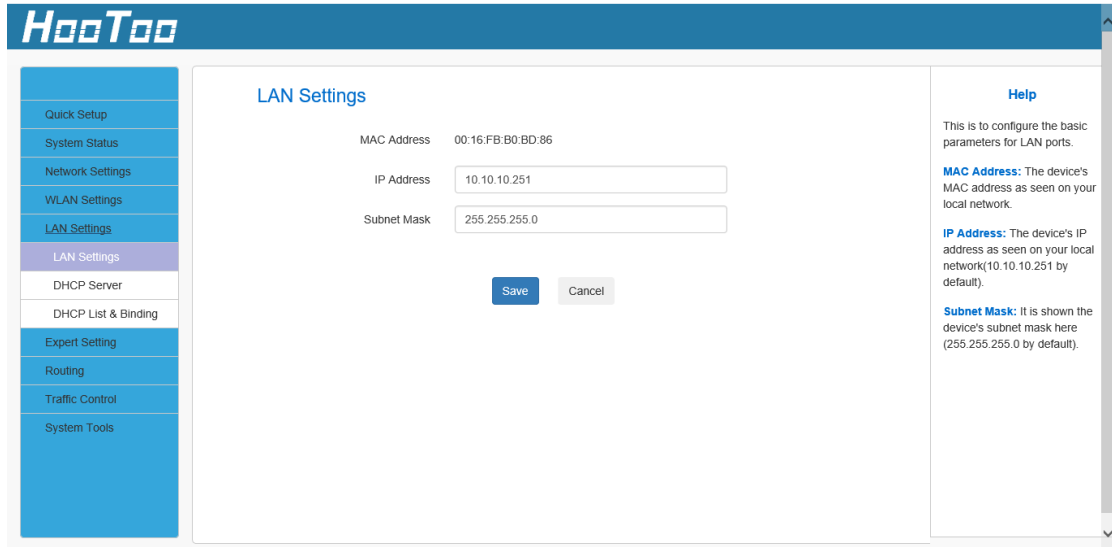 HooToo
Quick Setup
System Status
Network Settings
WLAN Settings
LAN Settings
LAN Settings
DHCP Server
DHCP List & Binding
Expert Setting
Routing
Traffic Control
System Tools
LAN Settings
MAC Address 00:16:FB:B0:BD:86
IP Address 10.10.10.251
Subnet Mask 255.255.255.0
Save Cancel
Help
This is to configure the basic
parameters for LAN ports.
MAC Address: The device's
MAC address as seen on your
local network.
IP Address: The device's IP
address as seen on your local
network(10.10.10.251 by
default).
Subnet Mask: It is shown the
device's subnet mask here
(255.255.255.0 by default).